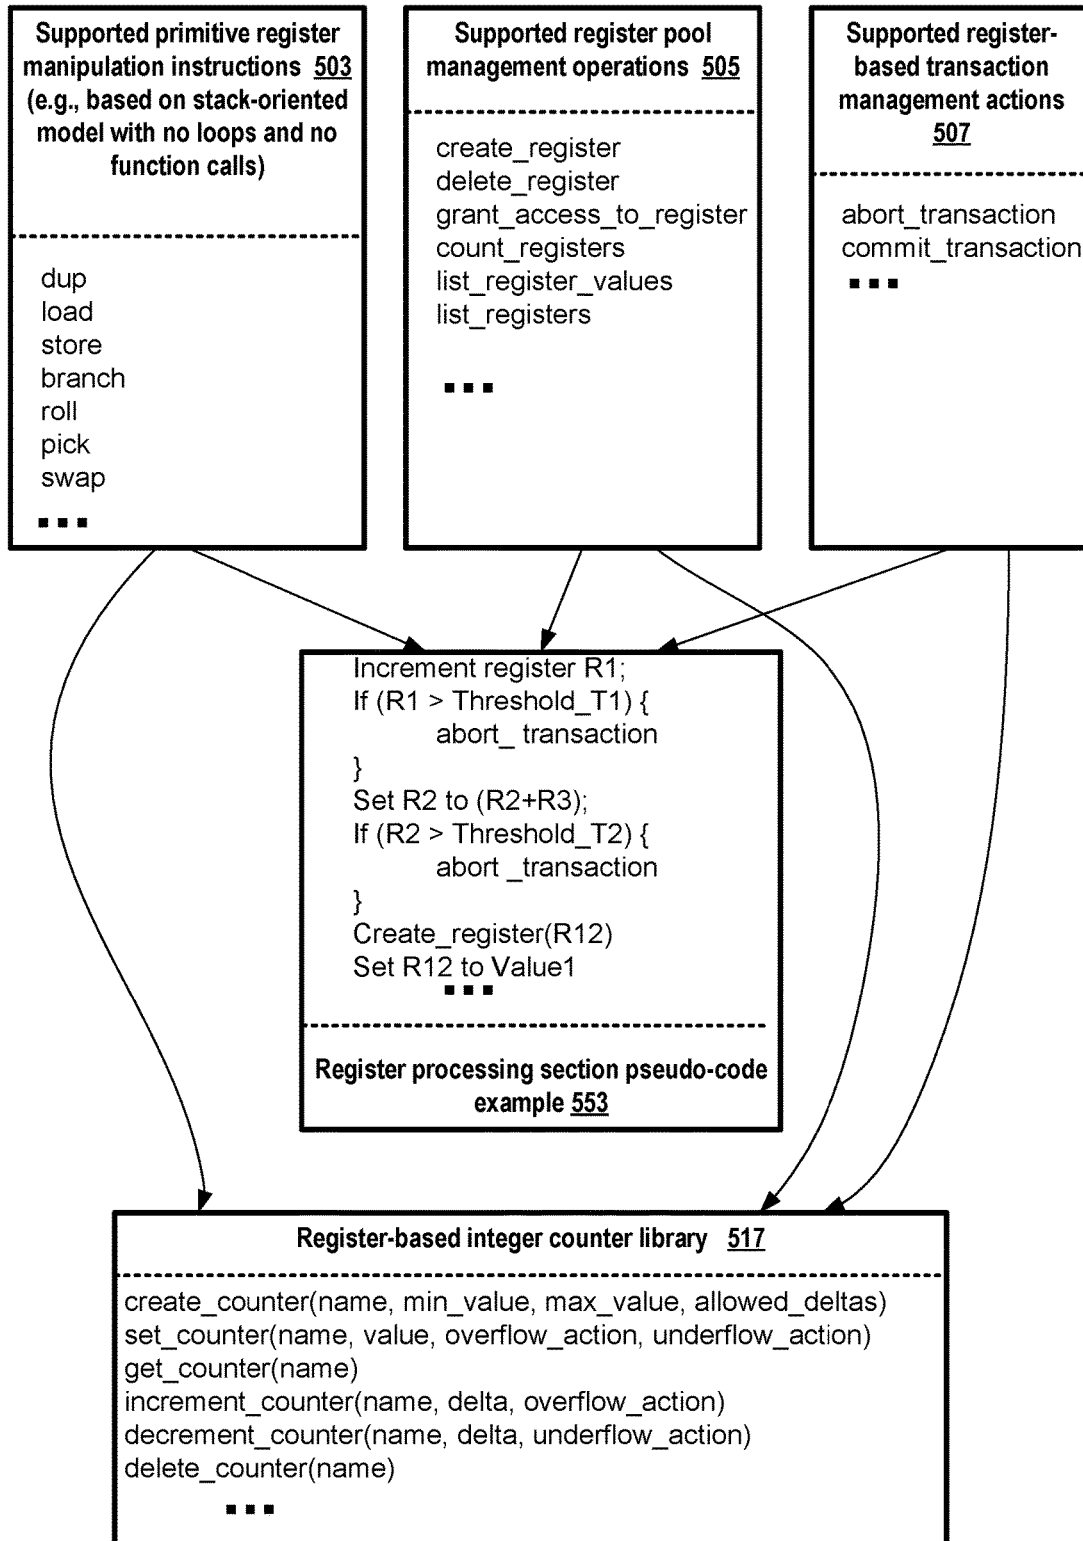 Supported primitive register
manipulation instructions 503
(e.g., based on stack-oriented
model with no loops and no
function calls)
dup
load
store
branch
roll
pick
swap
...
Supported register pool
management operations 505
create_register
delete_register
grant_access_to_register
count_registers
list_register_values
list_registers
...
Supported register-
based transaction
management actions
507
abort_transaction
commit_transaction
...
Increment register R1;
If (R1 > Threshold_T1) {
abort_ transaction
}
Set R2 to (R2+R3);
If (R2 > Threshold_T2) {
abort _transaction
}
Create_register(R12)
Set R12 to Value1
...
Register processing section pseudo-code
example 553
Register-based integer counter library 517
create_counter(name, min_value, max_value, allowed_deltas)
set_counter(name, value, overflow_action, underflow_action)
get_counter(name)
increment_counter(name, delta, overflow_action)
decrement_counter(name, delta, underflow_action)
delete_counter(name)
...